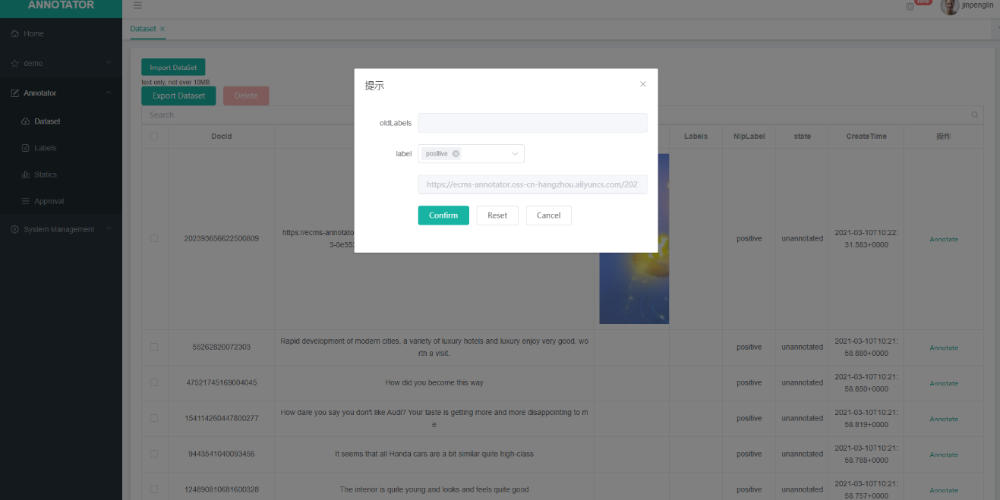 ANNOTATOR
new
jinpenglin
Home
demo
Annotator
Dataset
Labels
Statics
Approval
System Management
Dataset
Import DataSet
text only, not over 10MB
Export Dataset
Delete
Search
DocId
Labels
NlpLabel
state
CreateTime
操作
提示
oldLabels
label
positive
https://ecms-annotator.oss-cn-hangzhou.aliyuncs.com/202
Confirm
Reset
Cancel
202393656622500809
https://ecms-annotato
3-0e55
positive
unannotated
2021-03-10T10:22:
31.583+0000
Annotate
55262820072303
Rapid development of modern cities, a variety of luxury hotels and luxury enjoy very good, wo
rth a visit.
positive
unannotated
2021-03-10T10:21:
58.880+0000
Annotate
47521745169004045
How did you become this way
positive
unannotated
2021-03-10T10:21:
58.850+0000
Annotate
154114260447800277
How dare you say you don't like Audi? Your taste is getting more and more disappointing to m
e
positive
unannotated
2021-03-10T10:21:
58.819+0000
Annotate
9443541040093456
It seems that all Honda cars are a bit similar quite high-class
positive
unannotated
2021-03-10T10:21:
58.788+0000
Annotate
124890810681600328
The interior is quite young and looks and feels quite good
positive
unannotated
2021-03-10T10:21:
58.757+0000
Annotate